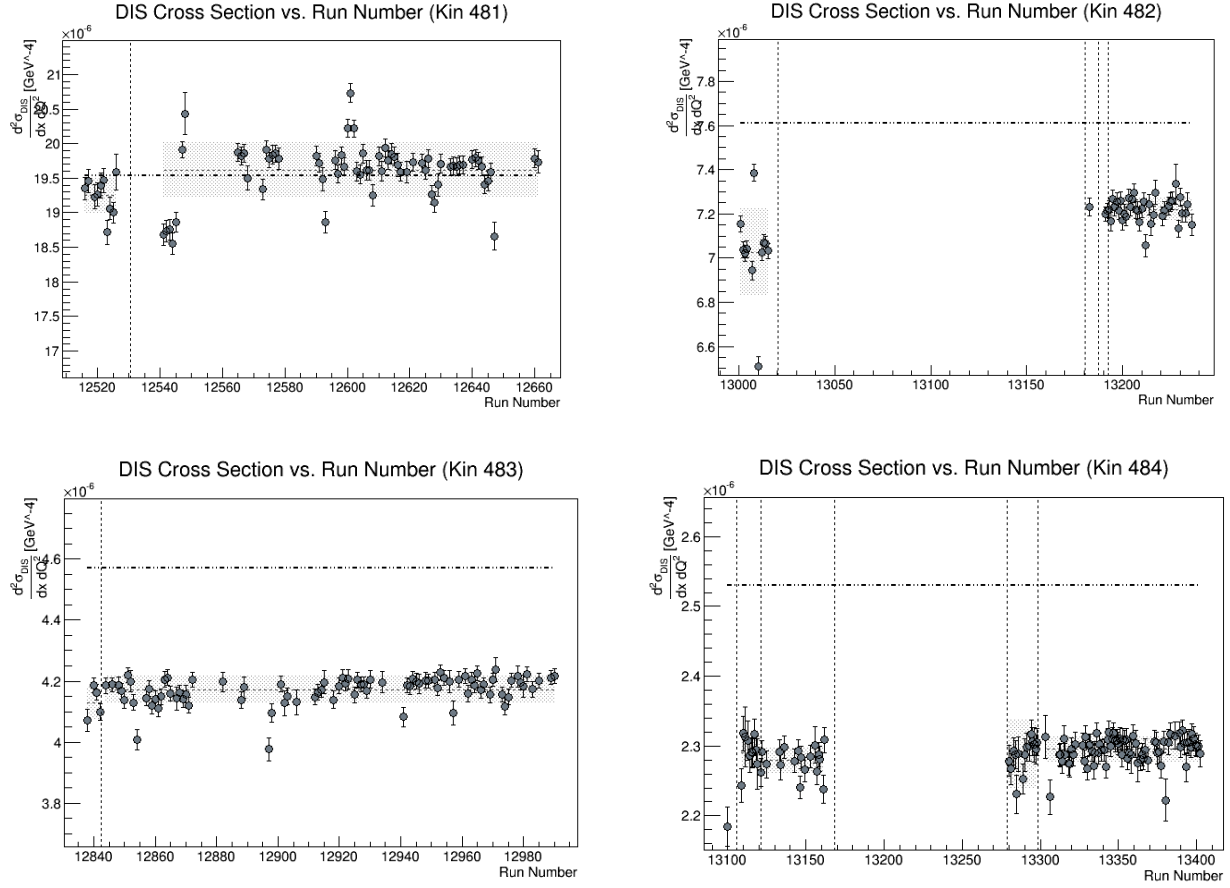 DIS Cross Section vs. Run Number (Kin 481)
×10⁻⁶
d²σ_DIS / dx dQ² [GeV^-4]
21
20.5
20
19.5
19
18.5
18
17.5
17
12520 12540 12560 12580 12600 12620 12640 12660
Run Number
DIS Cross Section vs. Run Number (Kin 482)
×10⁻⁶
d²σ_DIS / dx dQ² [GeV^-4]
7.8
7.6
7.4
7.2
7
6.8
6.6
13000 13050 13100 13150 13200
Run Number
DIS Cross Section vs. Run Number (Kin 483)
×10⁻⁶
d²σ_DIS / dx dQ² [GeV^-4]
4.6
4.4
4.2
4
3.8
12840 12860 12880 12900 12920 12940 12960 12980
Run Number
DIS Cross Section vs. Run Number (Kin 484)
×10⁻⁶
d²σ_DIS / dx dQ² [GeV^-4]
2.6
2.5
2.4
2.3
2.2
13100 13150 13200 13250 13300 13350 13400
Run Number